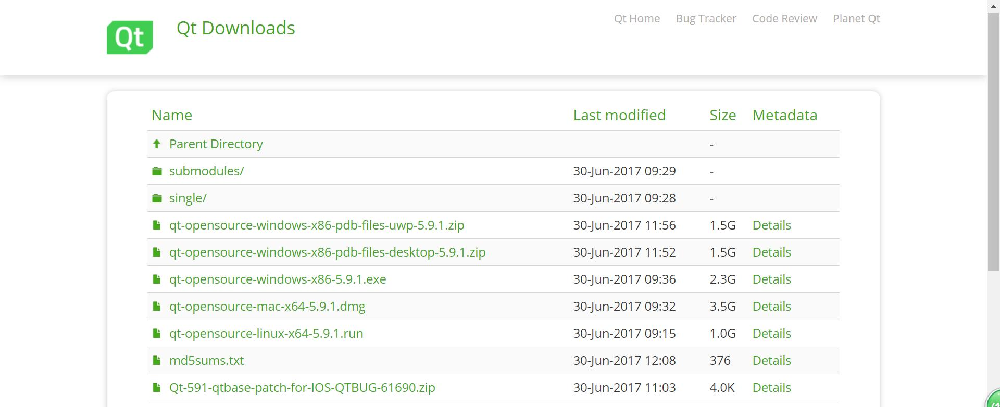 Qt
Qt Downloads
Qt Home Bug Tracker Code Review Planet Qt
Name Last modified Size Metadata
Parent Directory -
submodules/ 30-Jun-2017 09:29 -
single/ 30-Jun-2017 09:28 -
qt-opensource-windows-x86-pdb-files-uwp-5.9.1.zip 30-Jun-2017 11:56 1.5G Details
qt-opensource-windows-x86-pdb-files-desktop-5.9.1.zip 30-Jun-2017 11:52 1.5G Details
qt-opensource-windows-x86-5.9.1.exe 30-Jun-2017 09:36 2.3G Details
qt-opensource-mac-x64-5.9.1.dmg 30-Jun-2017 09:32 3.5G Details
qt-opensource-linux-x64-5.9.1.run 30-Jun-2017 09:15 1.0G Details
md5sums.txt 30-Jun-2017 12:08 376 Details
Qt-591-qtbase-patch-for-IOS-QTBUG-61690.zip 30-Jun-2017 11:03 4.0K Details